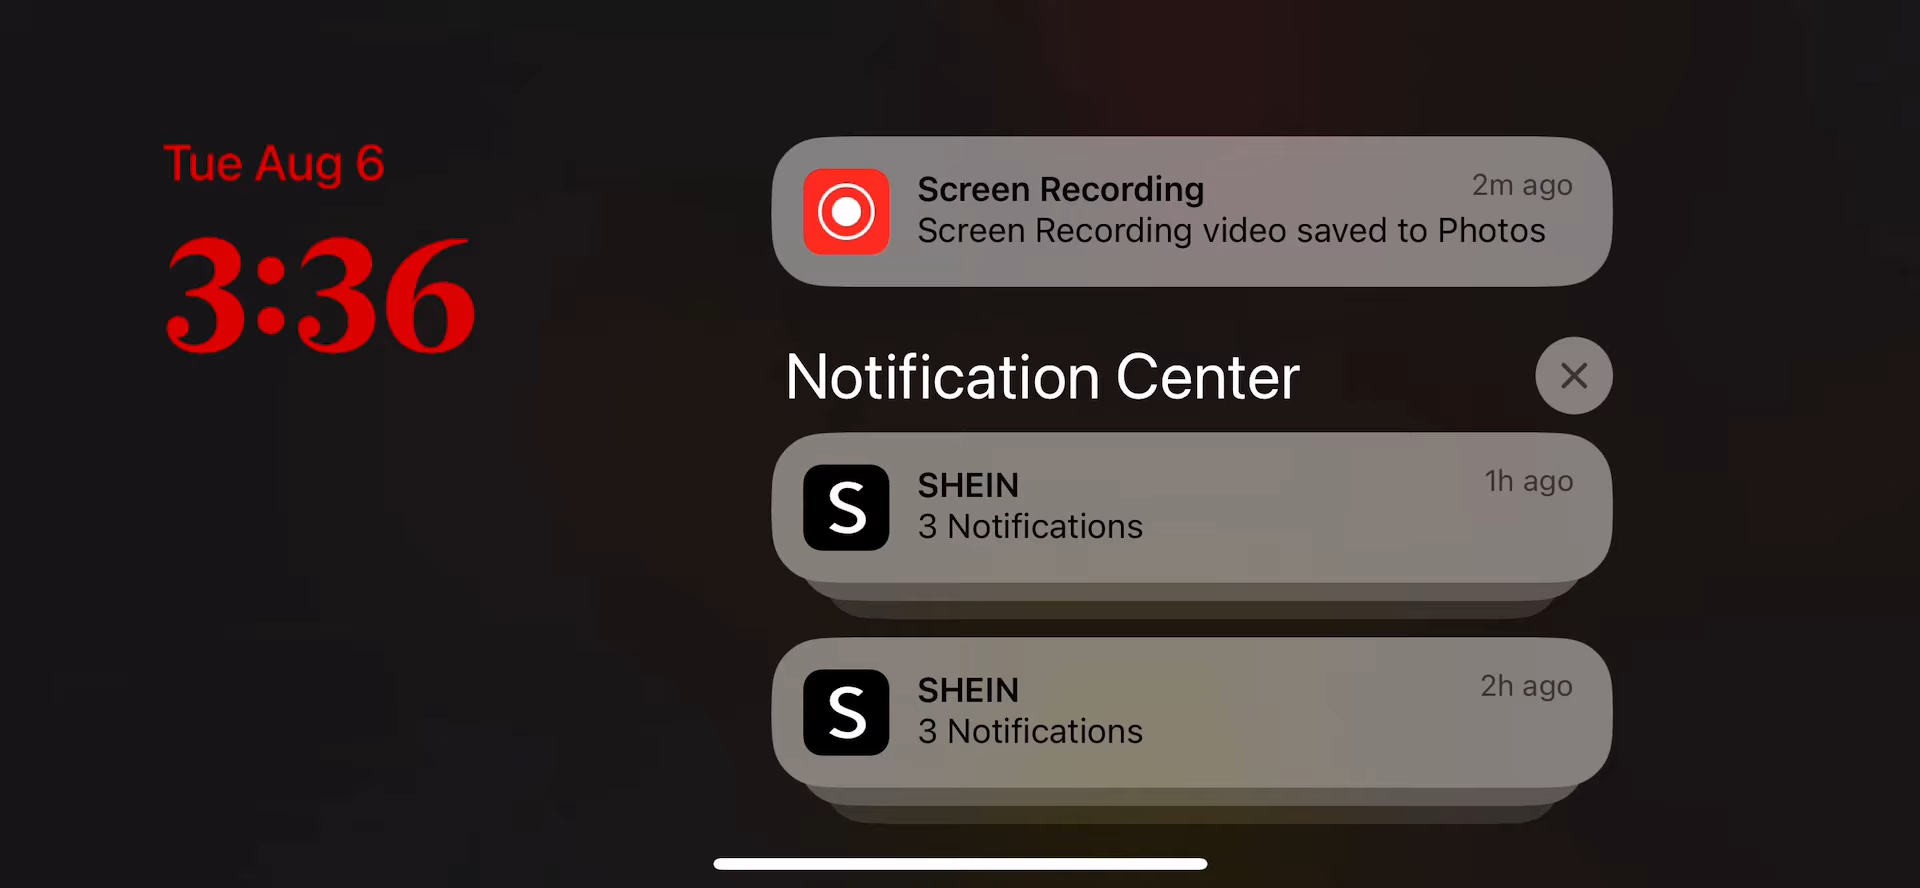 Tue Aug 6
3:36
Screen Recording
2m ago
Screen Recording video saved to Photos
Notification Center
S
SHEIN
1h ago
3 Notifications
S
SHEIN
2h ago
3 Notifications